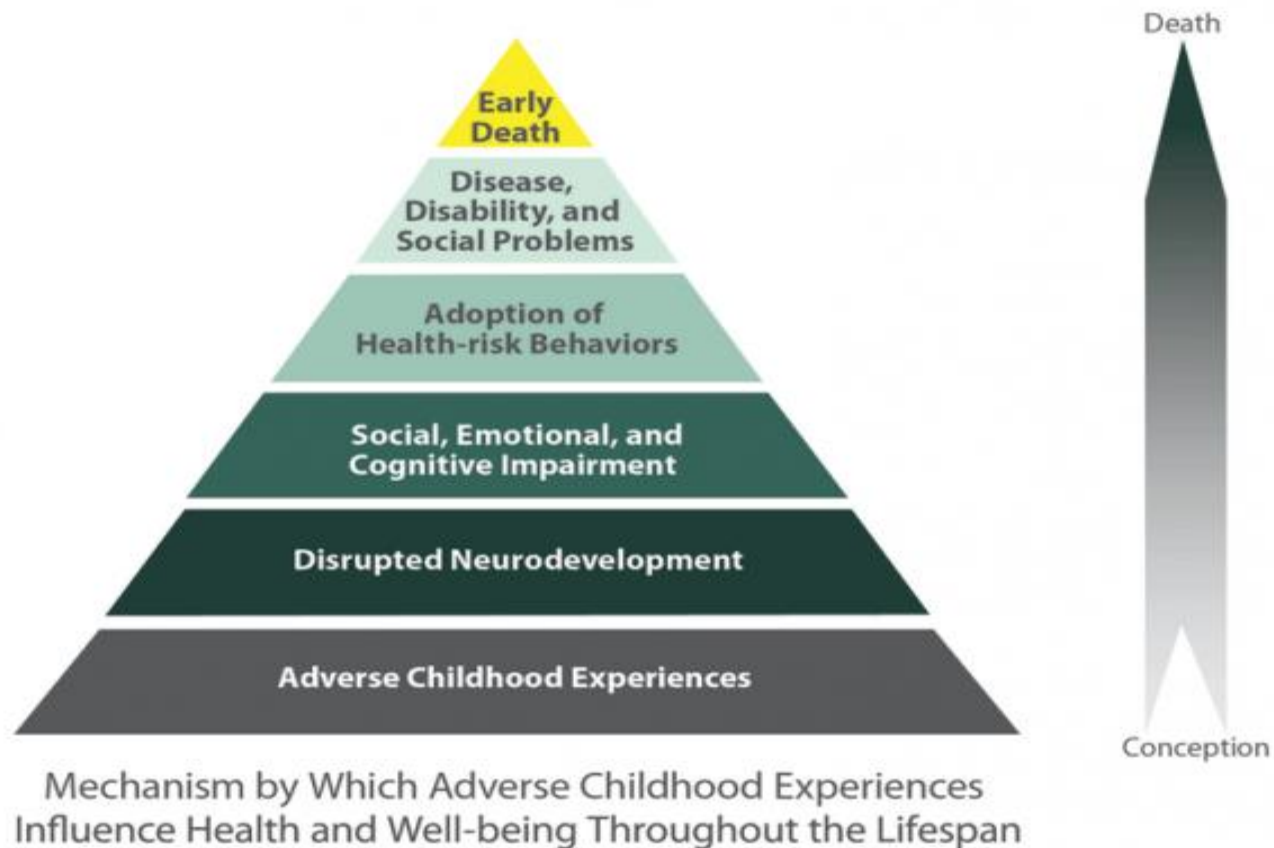 Death
Early
Death
Disease,
Disability, and
Social Problems
Adoption of
Health-risk Behaviors
Social, Emotional, and
Cognitive Impairment
Disrupted Neurodevelopment
Adverse Childhood Experiences
Conception
Mechanism by Which Adverse Childhood Experiences
Influence Health and Well-being Throughout the Lifespan